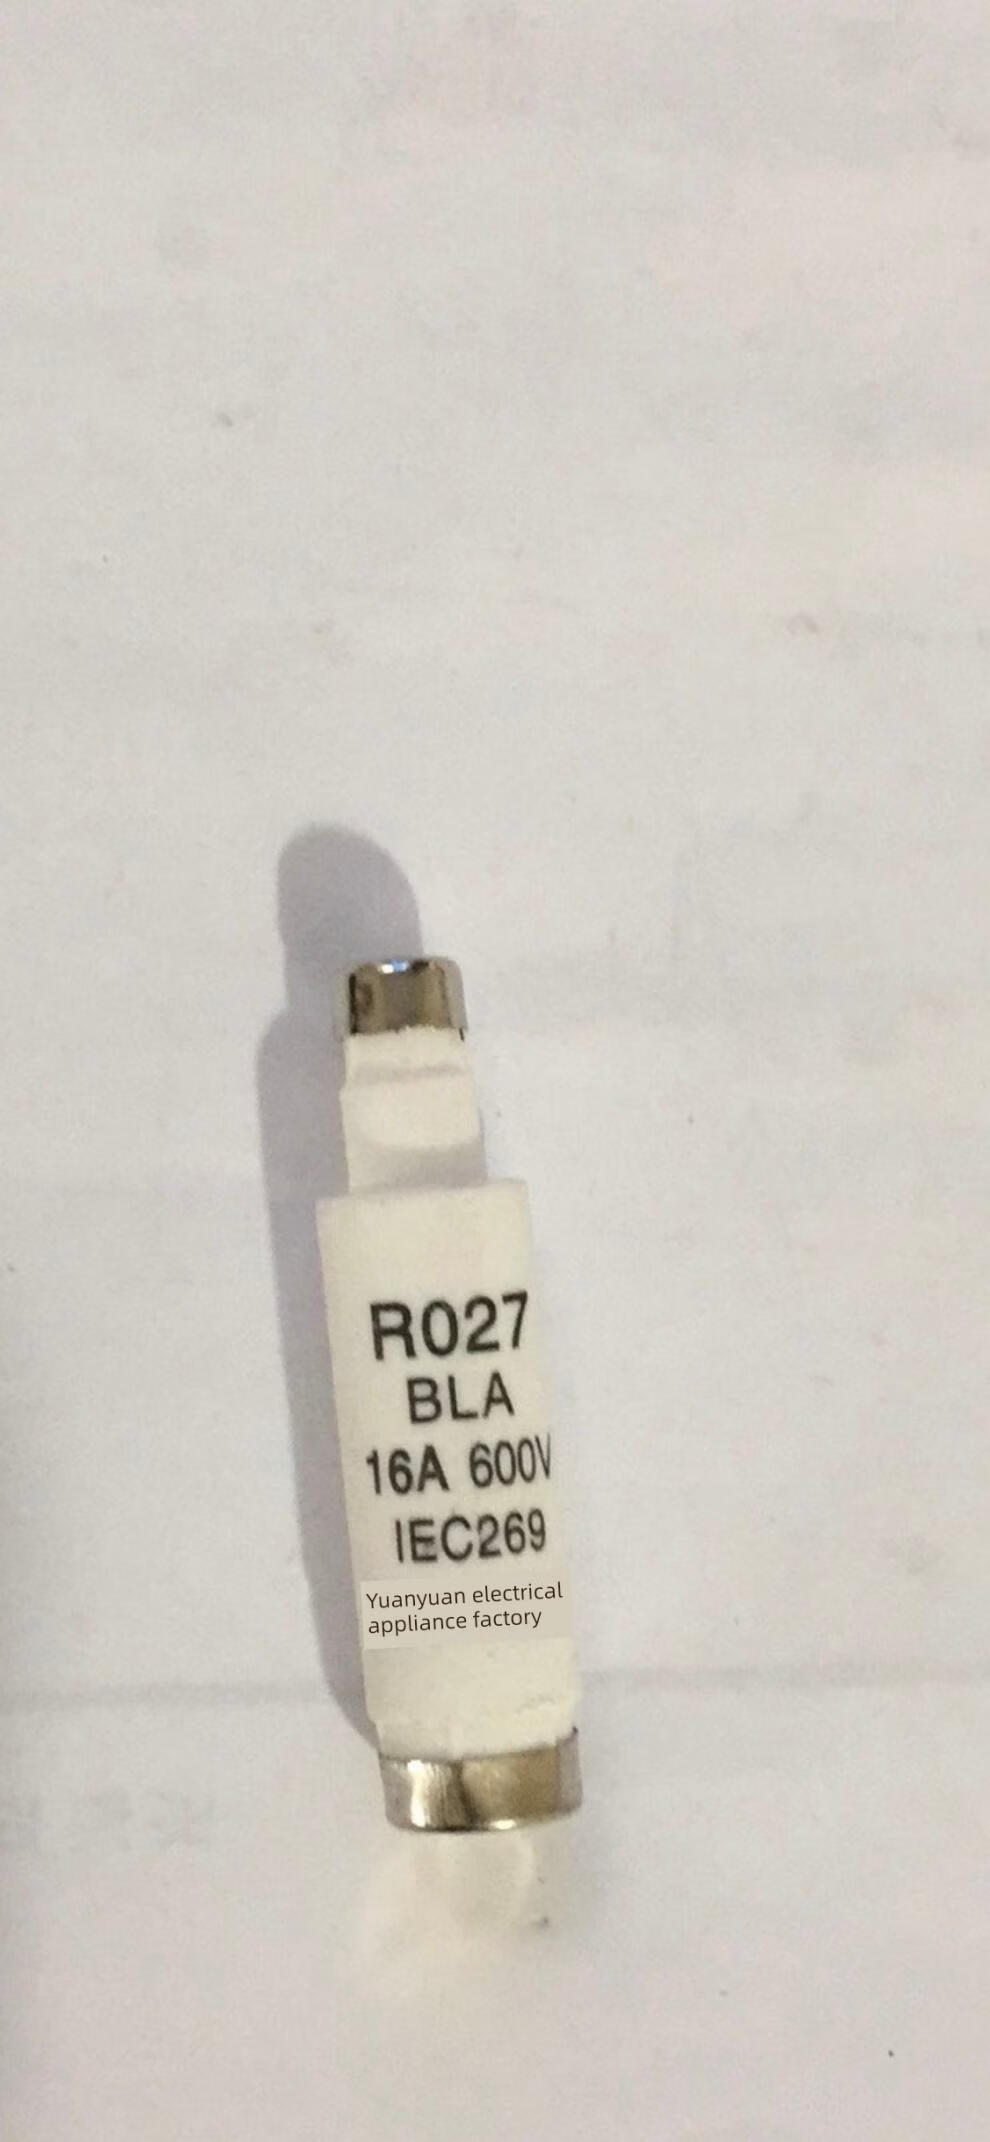 R027
BLA
16A 600V
IEC269
Yuanyuan electrical
appliance factory